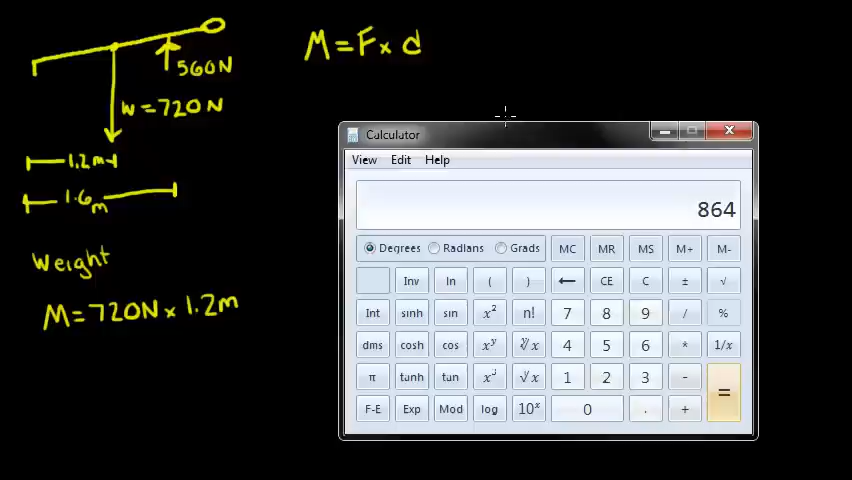 M = F x d
560N
W = 720N
1.2m
1.6m
Weight
M = 720N x 1.2m
Calculator
View Edit Help
864
Degrees Radians Grads MC MR MS M+ M-
Inv ln ( ) ← CE C ± √
Int sinh sin x² n! 7 8 9 / %
dms cosh cos xʸ ʸ√x 4 5 6 * 1/x
π tanh tan x³ ³√x 1 2 3 - =
F-E Exp Mod log 10ˣ 0 . +